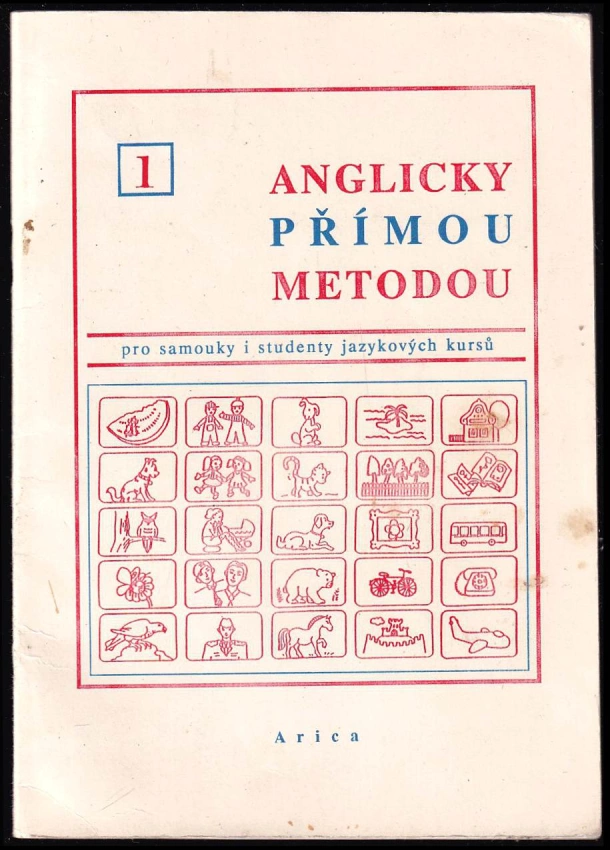 1
ANGLICKY
PŘÍMOU
METODOU
pro samouky i studenty jazykových kursů
Arica